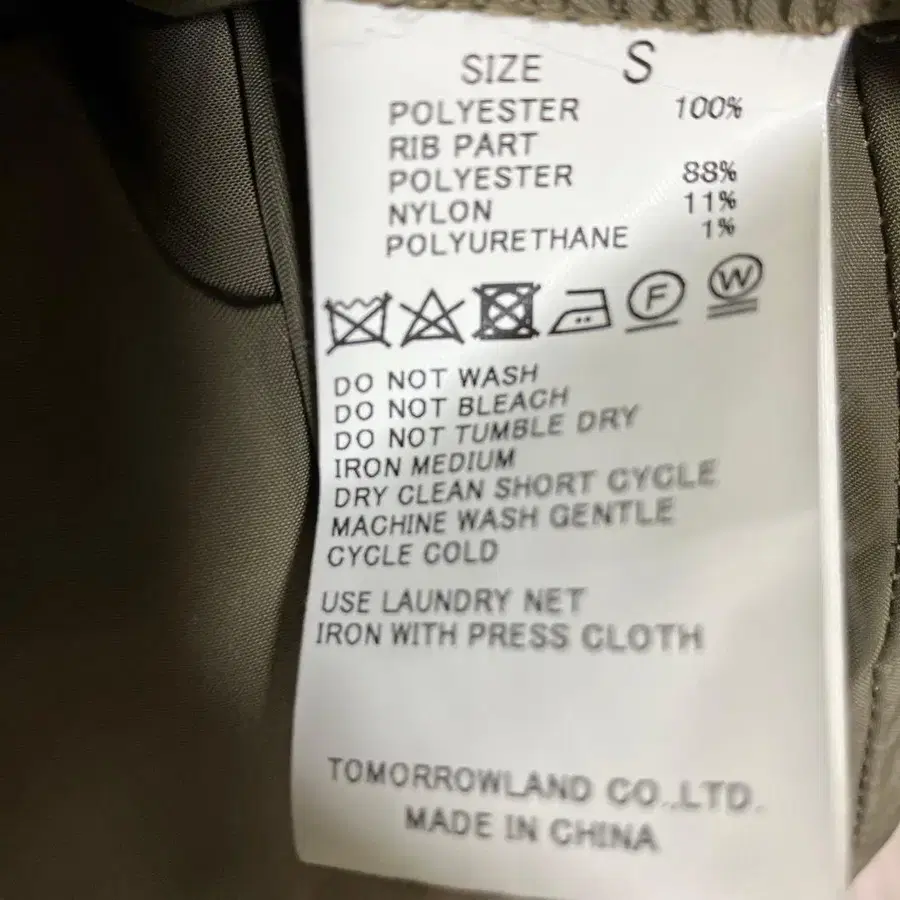 SIZE S
POLYESTER 100%
RIB PART
POLYESTER 88%
NYLON 11%
POLYURETHANE 1%
F W
DO NOT WASH
DO NOT BLEACH
DO NOT TUMBLE DRY
IRON MEDIUM
DRY CLEAN SHORT CYCLE
MACHINE WASH GENTLE
CYCLE COLD
USE LAUNDRY NET
IRON WITH PRESS CLOTH
TOMORROWLAND CO.,LTD.
MADE IN CHINA